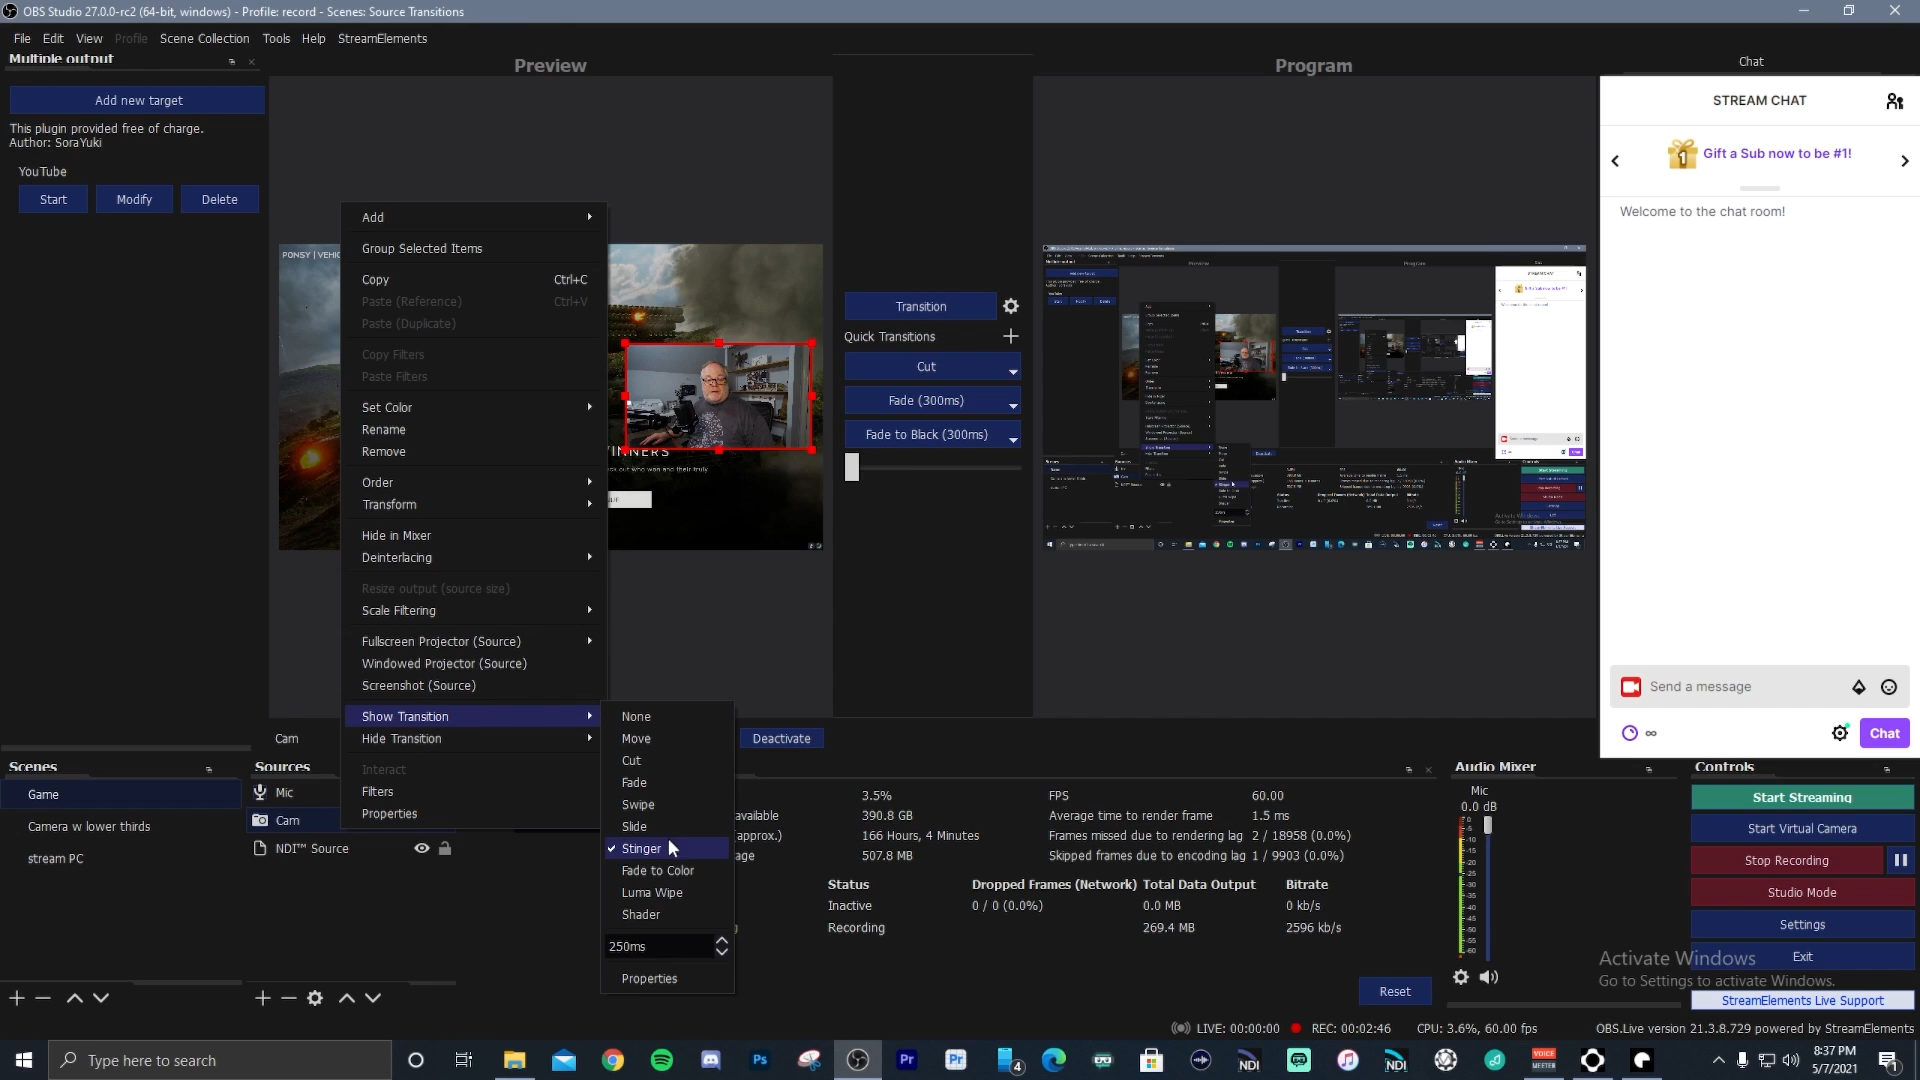 OBS Studio 27.0.0-rc2 (64-bit, windows) - Profile: record - Scenes: Source Transitions
File Edit View Profile Scene Collection Tools Help StreamElements
Multiple output
Add new target
This plugin provided free of charge.
Author: SoraYuki
YouTube
Start Modify Delete
Preview
PONSY | VEHIC
Add
Group Selected Items
Copy Ctrl+C
Paste (Reference) Ctrl+V
Paste (Duplicate)
Copy Filters
Paste Filters
Set Color
Rename
Remove
Order
Transform
Hide in Mixer
Deinterlacing
Resize output (source size)
Scale Filtering
Fullscreen Projector (Source)
Windowed Projector (Source)
Screenshot (Source)
Show Transition
Hide Transition
Interact
Filters
Properties
None
Move
Cut
Fade
Swipe
Slide
Stinger
Fade to Color
Luma Wipe
Shader
250ms
Properties
Transition
Quick Transitions
Cut
Fade (300ms)
Fade to Black (300ms)
Program
Chat
STREAM CHAT
1 Gift a Sub now to be #1!
Welcome to the chat room!
Send a message
∞
Chat
Cam
Deactivate
Scenes
Game
Camera w lower thirds
stream PC
Sources
Mic
Cam
NDI™ Source
3.5%
available 390.8 GB
approx.) 166 Hours, 4 Minutes
age 507.8 MB
FPS 60.00
Average time to render frame 1.5 ms
Frames missed due to rendering lag 2 / 18958 (0.0%)
Skipped frames due to encoding lag 1 / 9903 (0.0%)
Status Dropped Frames (Network) Total Data Output Bitrate
Inactive 0 / 0 (0.0%) 0.0 MB 0 kb/s
Recording 269.4 MB 2596 kb/s
Reset
Audio Mixer
Mic
0.0 dB
Controls
Start Streaming
Start Virtual Camera
Stop Recording
Studio Mode
Settings
Exit
Activate Windows
Go to Settings to activate Windows.
StreamElements Live Support
LIVE: 00:00:00 REC: 00:02:46 CPU: 3.6%, 60.00 fps
OBS.Live version 21.3.8.729 powered by StreamElements
Type here to search
8:37 PM
5/7/2021